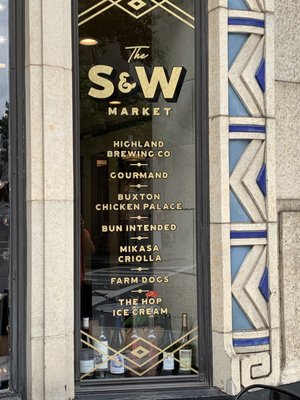 The
S&W
MARKET
HIGHLAND
BREWING CO
GOURMAND
BUXTON
CHICKEN PALACE
BUN INTENDED
MIKASA
CRIOLLA
FARM DOGS
THE HOP
ICE CREAM